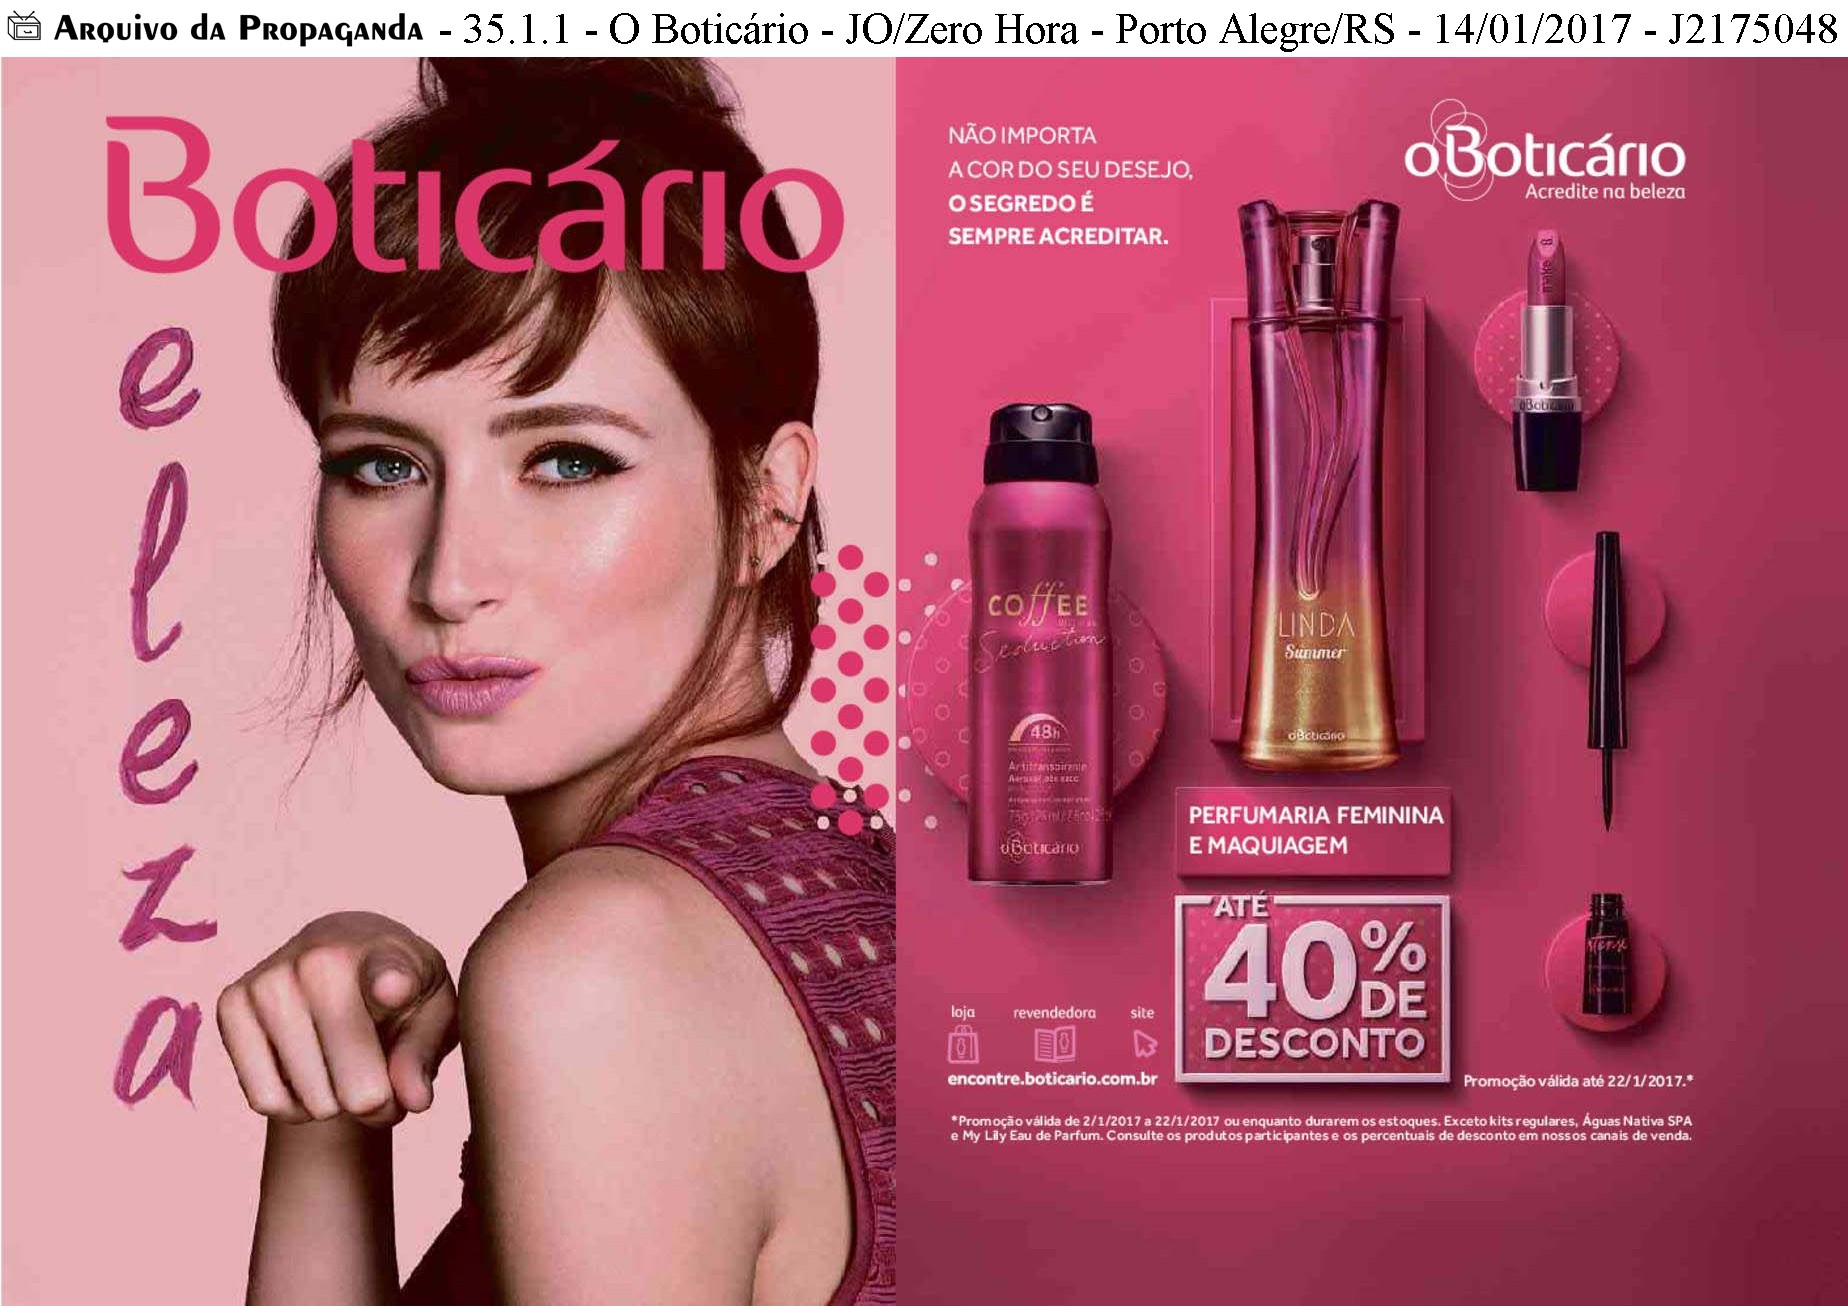 ARQUIVO DA PROPAGANDA - 35.1.1 - O Boticário - JO/Zero Hora - Porto Alegre/RS - 14/01/2017 - J2175048
Boticário
eleza
NÃO IMPORTA
A COR DO SEU DESEJO,
O SEGREDO É
SEMPRE ACREDITAR.
oBoticário
Acredite na beleza
make B.
oBoticário
COffEE
Seduction
48h
Antitranspirante
oBoticário
LINDA
Summer
oBoticário
PERFUMARIA FEMININA
E MAQUIAGEM
ATÉ
40%
DE
DESCONTO
loja revendedora site
encontre.boticario.com.br
Promoção válida até 22/1/2017.*
*Promoção válida de 2/1/2017 a 22/1/2017 ou enquanto durarem os estoques. Exceto kits regulares, Águas Nativa SPA
e My Lily Eau de Parfum. Consulte os produtos participantes e os percentuais de desconto em nossos canais de venda.